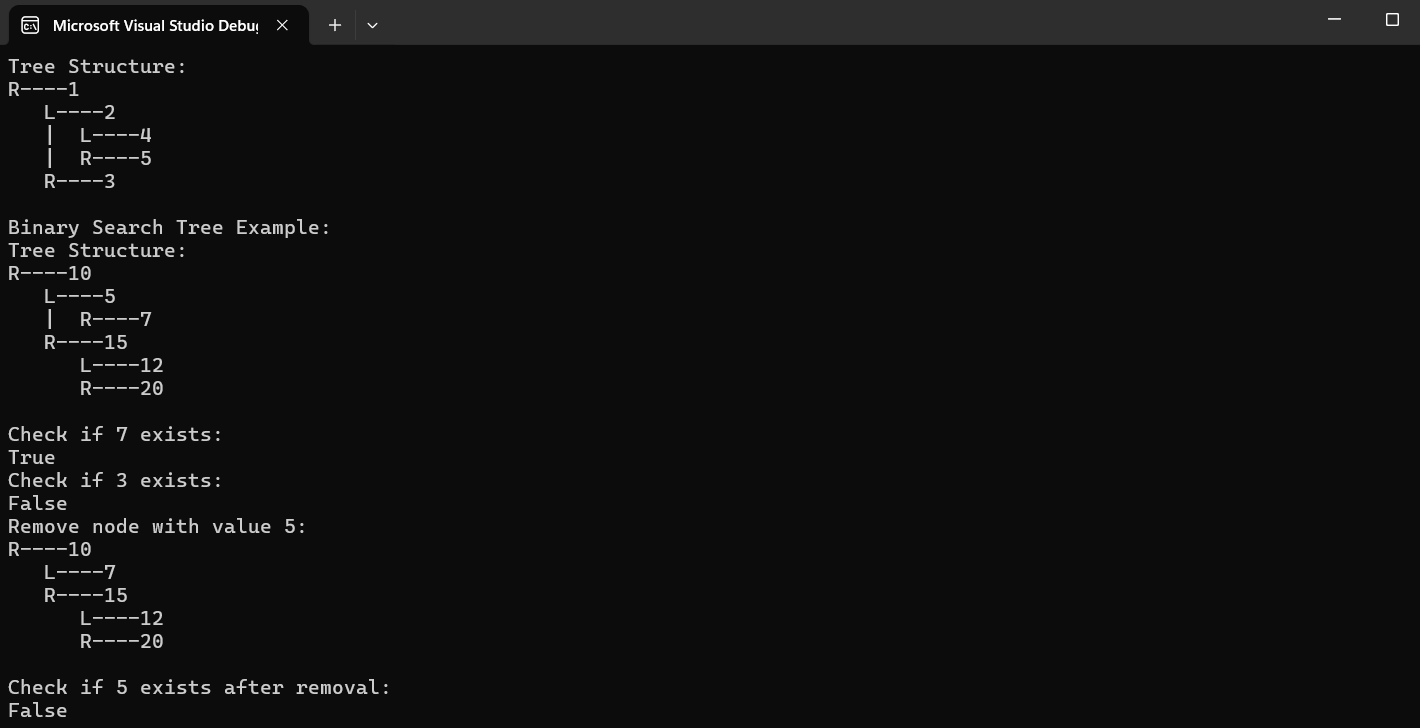 Microsoft Visual Studio Debug
Tree Structure:
R----1
   L----2
   |  L----4
   |  R----5
   R----3

Binary Search Tree Example:
Tree Structure:
R----10
   L----5
   |  R----7
   R----15
      L----12
      R----20

Check if 7 exists:
True
Check if 3 exists:
False
Remove node with value 5:
R----10
   L----7
   R----15
      L----12
      R----20

Check if 5 exists after removal:
False